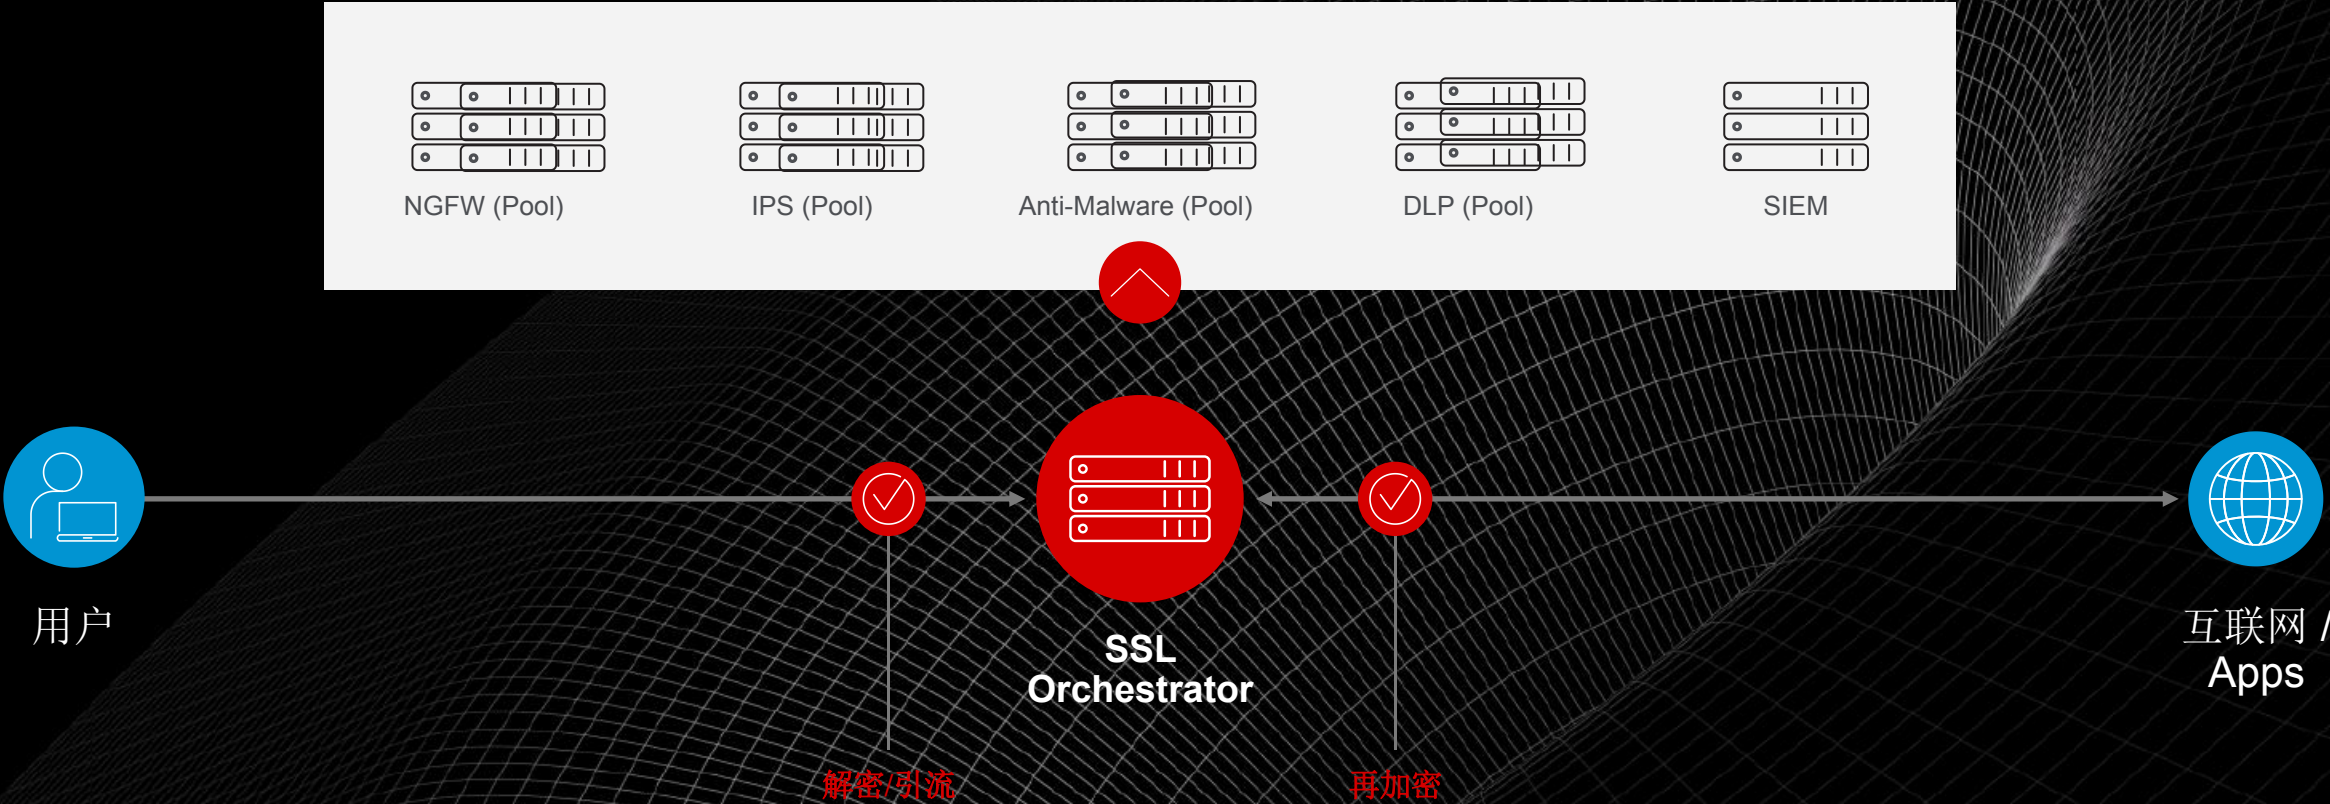 NGFW (Pool)
IPS (Pool)
Anti-Malware (Pool)
DLP (Pool)
SIEM
用户
SSL
Orchestrator
互联网 /
Apps
解密/引流
再加密